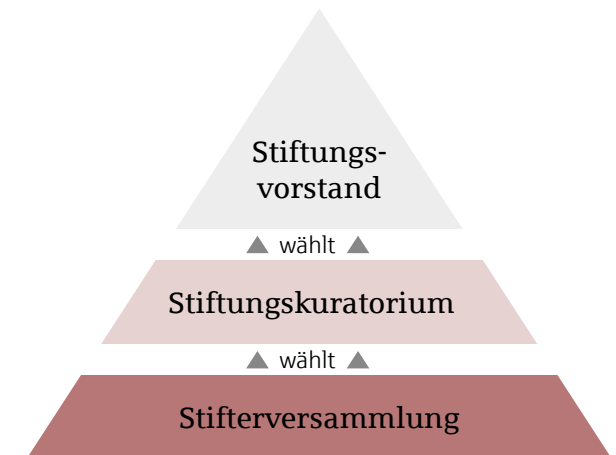 Stiftungs-
vorstand
wählt
Stiftungskuratorium
wählt
Stifterversammlung